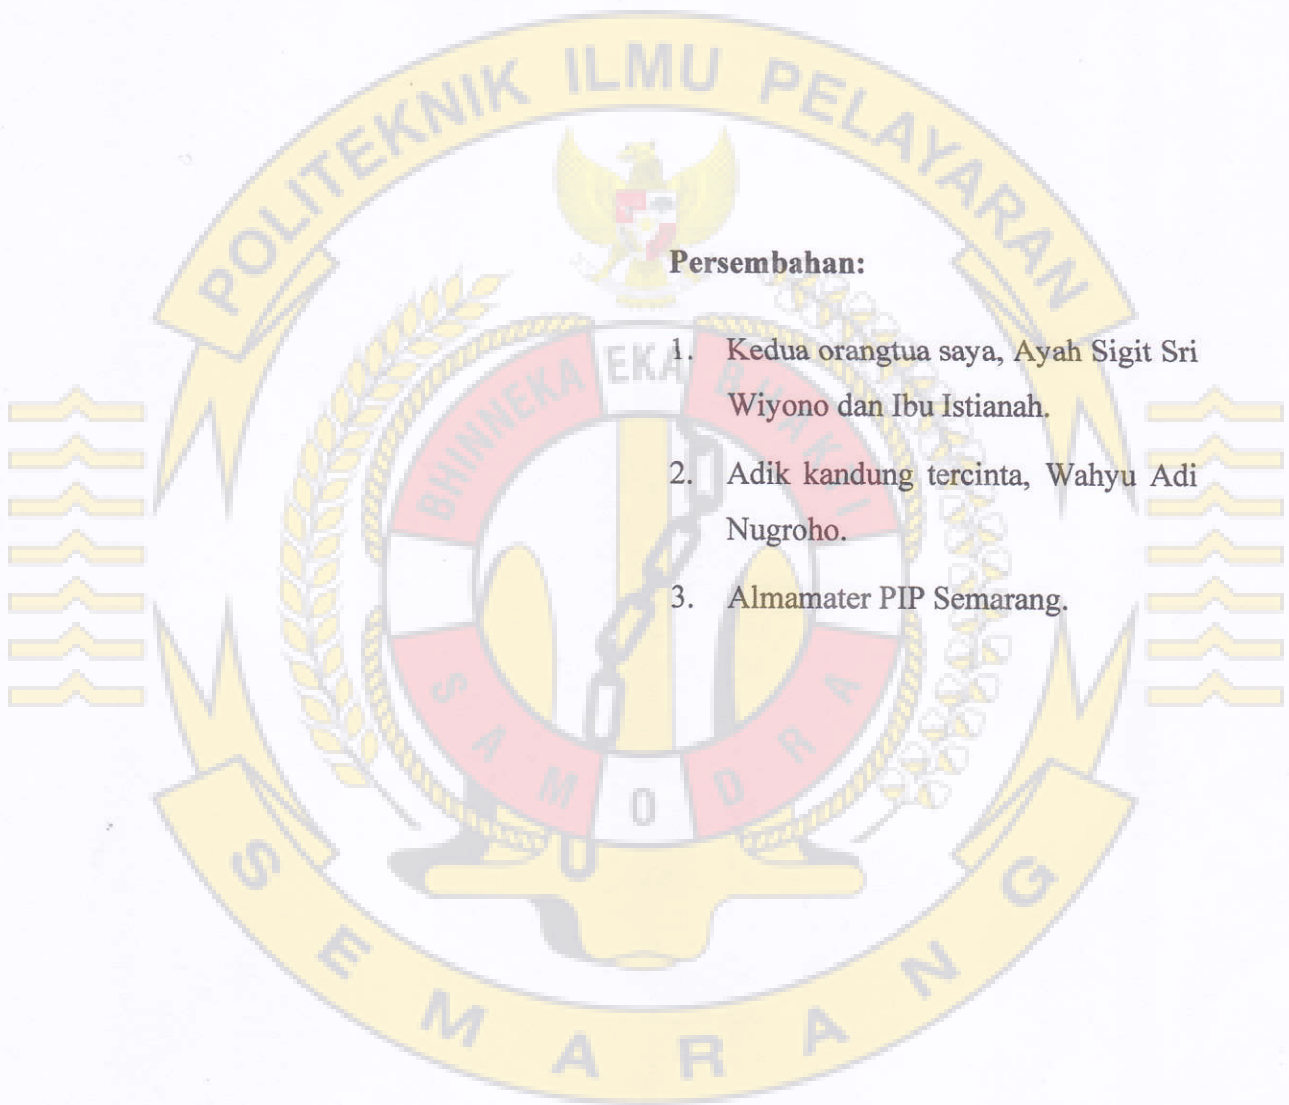 POLITEKNIK ILMU PELAYARAN
Persembahan:
1. Kedua orangtua saya, Ayah Sigit Sri
Wiyono dan Ibu Istianah.
2. Adik kandung tercinta, Wahyu Adi
Nugroho.
3. Almamater PIP Semarang.
BHINNEKA EKA BHAKTI
SAMODRA
SEMARANG